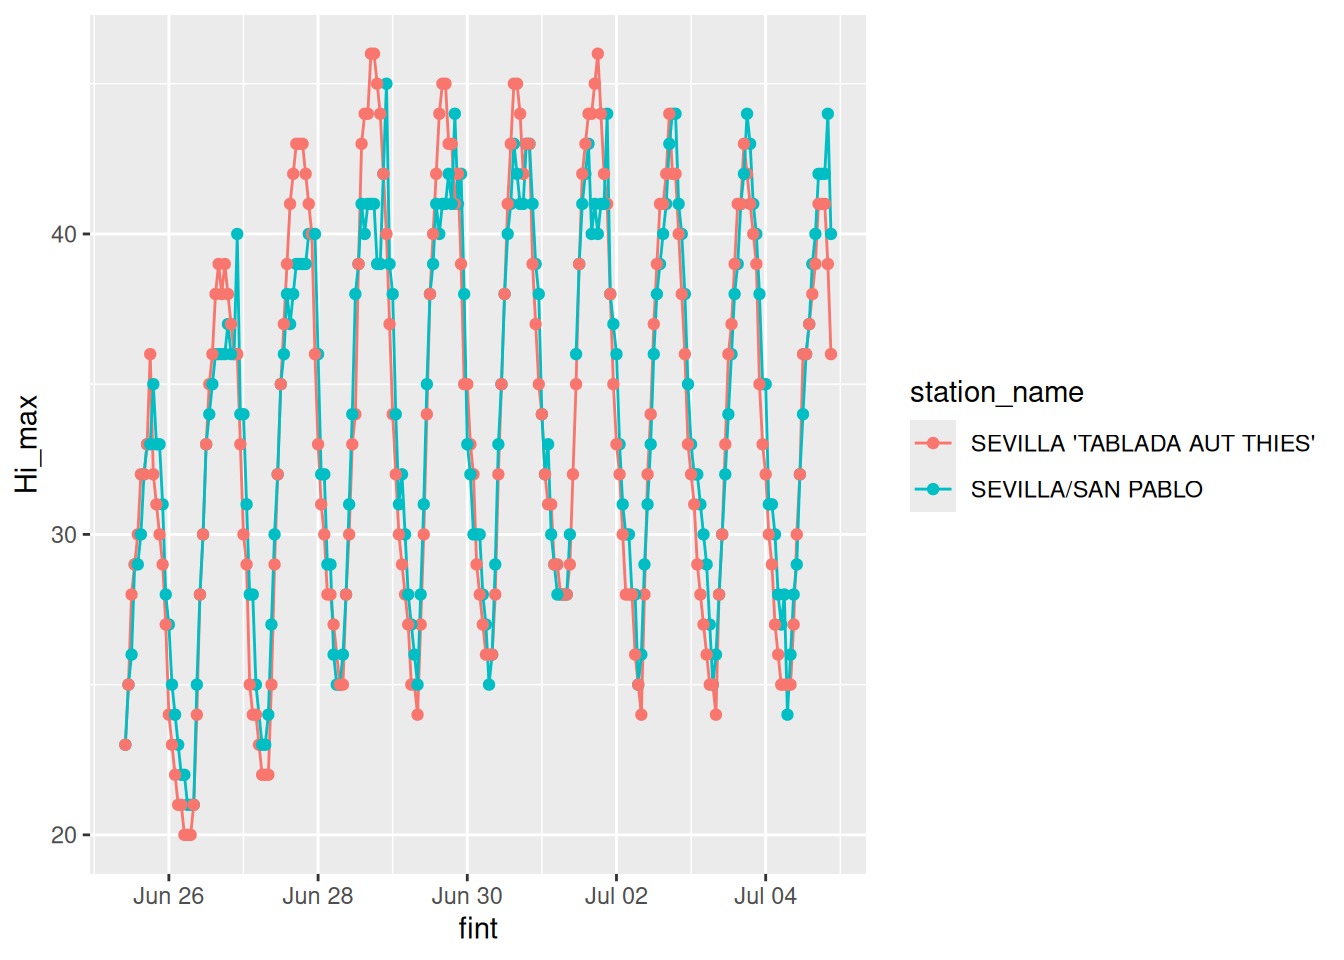 Hi_max
40
30
20
Jun 26
Jun 28
Jun 30
Jul 02
Jul 04
fint
station_name
SEVILLA 'TABLADA AUT THIES'
SEVILLA/SAN PABLO